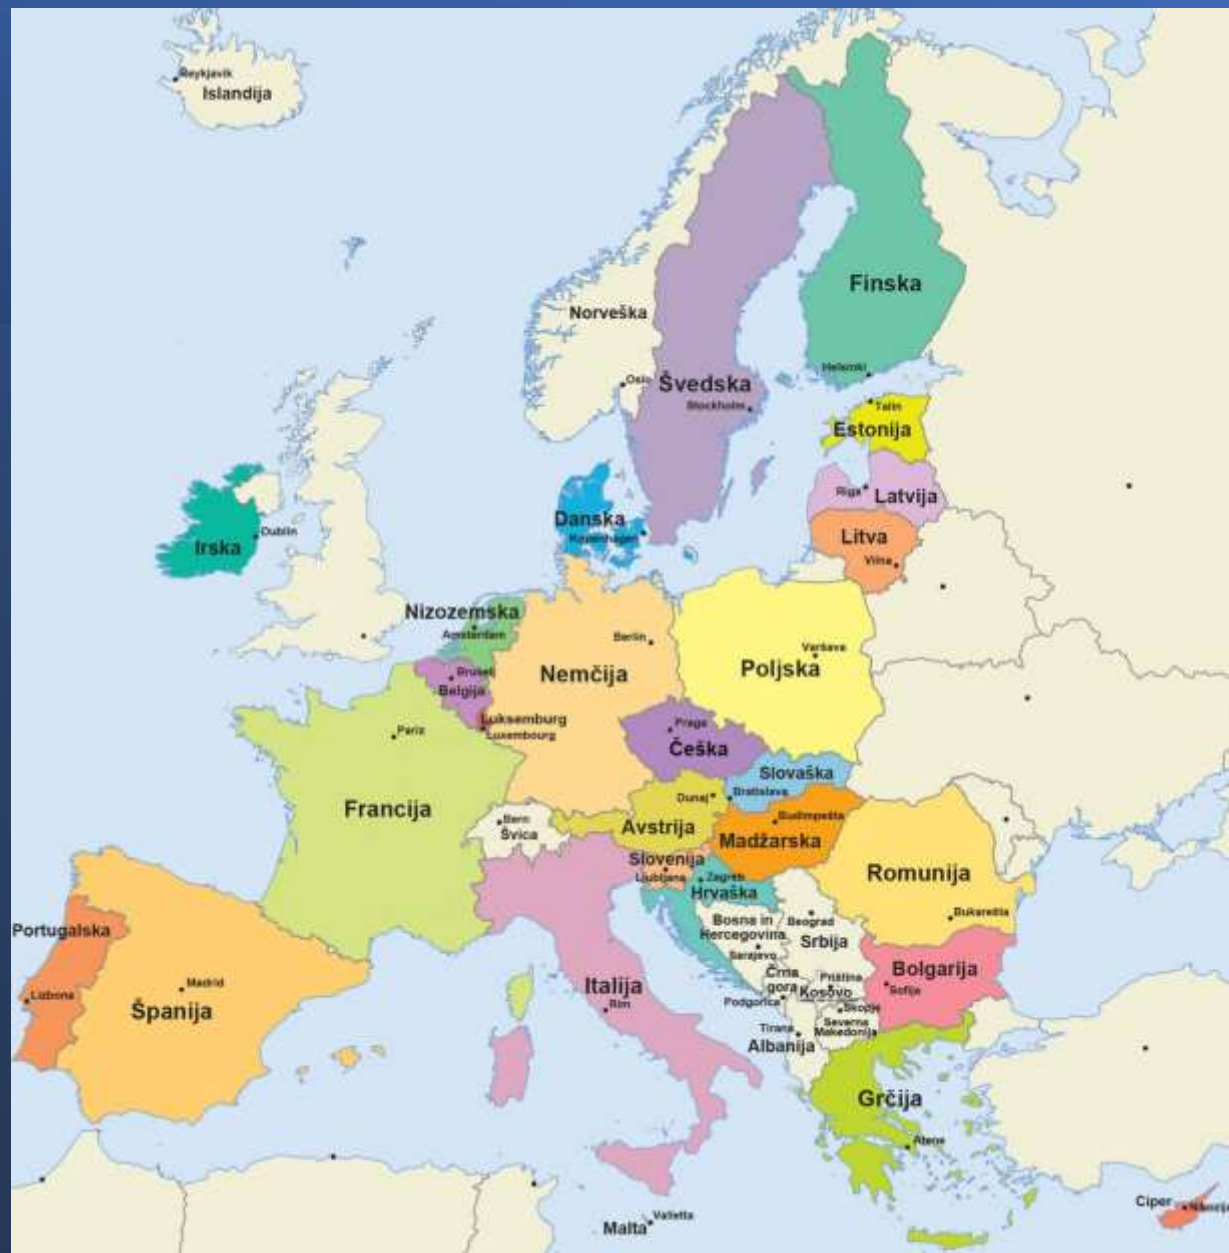 Reykjavik
Islandija
Finska
Norveška
Helsinki
Oslo
Švedska
Stockholm
Talin
Estonija
Riga
Latvija
Danska
Kopenhagen
Dublin
Irska
Litva
Vilna
Nizozemska
Amsterdam
Berlin
Varšava
Bruselj
Belgija
Nemčija
Poljska
Luksemburg
Luxembourg
Pariz
Praga
Češka
Slovaška
Bratislava
Dunaj
Francija
Bern
Švica
Avstrija
Budimpešta
Madžarska
Slovenija
Ljubljana
Zagreb
Hrvaška
Romunija
Bukarešta
Bosna in
Hercegovina
Sarajevo
Beograd
Srbija
Portugalska
Lizbona
Madrid
Španija
Italija
Rim
Črna
gora
Podgorica
Priština
Kosovo
Bolgarija
Sofija
Skopje
Severna
Makedonija
Tirana
Albanija
Grčija
Atene
Malta
Valletta
Ciper